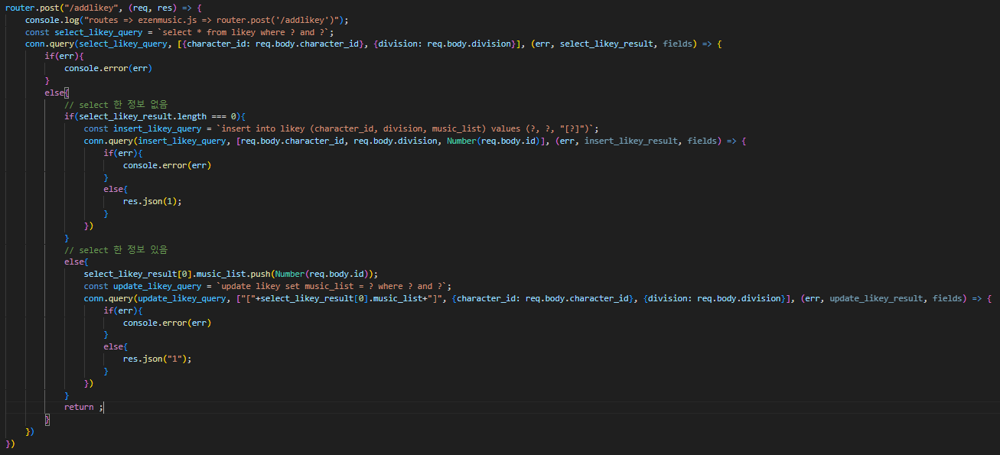 router.post("/addlikey", (req, res) => {
    console.log("routes => ezenmusic.js => router.post('/addlikey')");
    const select_likey_query = `select * from likey where ? and ?`;
    conn.query(select_likey_query, [{character_id: req.body.character_id}, {division: req.body.division}], (err, select_likey_result, fields) => {
        if(err){
            console.error(err)
        }
        else{
            // select 한 정보 없음
            if(select_likey_result.length === 0){
                const insert_likey_query = `insert into likey (character_id, division, music_list) values (?, ?, "[?]")`;
                conn.query(insert_likey_query, [req.body.character_id, req.body.division, Number(req.body.id)], (err, insert_likey_result, fields) => {
                    if(err){
                        console.error(err)
                    }
                    else{
                        res.json(1);
                    }
                })
            }
            // select 한 정보 있음
            else{
                select_likey_result[0].music_list.push(Number(req.body.id));
                const update_likey_query = `update likey set music_list = ? where ? and ?`;
                conn.query(update_likey_query, ["["+select_likey_result[0].music_list+"]", {character_id: req.body.character_id}, {division: req.body.division}], (err, update_likey_result, fields) => {
                    if(err){
                        console.error(err)
                    }
                    else{
                        res.json("1");
                    }
                })
            }
            return ;
        }
    })
})